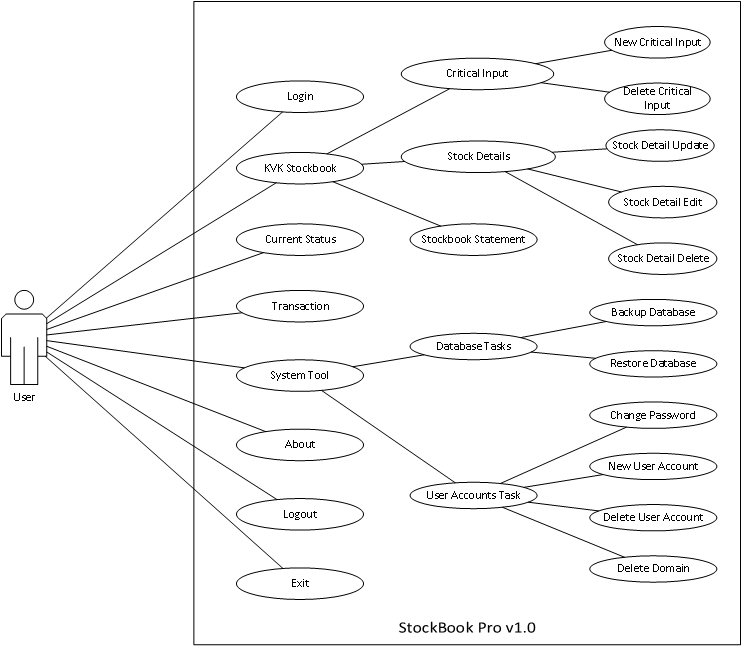 New Critical Input
Critical Input
Delete Critical
Input
Login
Stock Detail Update
Stock Details
KVK Stockbook
Stock Detail Edit
Current Status
Stockbook Statement
Stock Detail Delete
Transaction
Backup Database
Database Tasks
Restore Database
System Tool
User
Change Password
About
New User Account
User Accounts Task
Logout
Delete User Account
Delete Domain
Exit
StockBook Pro v1.0